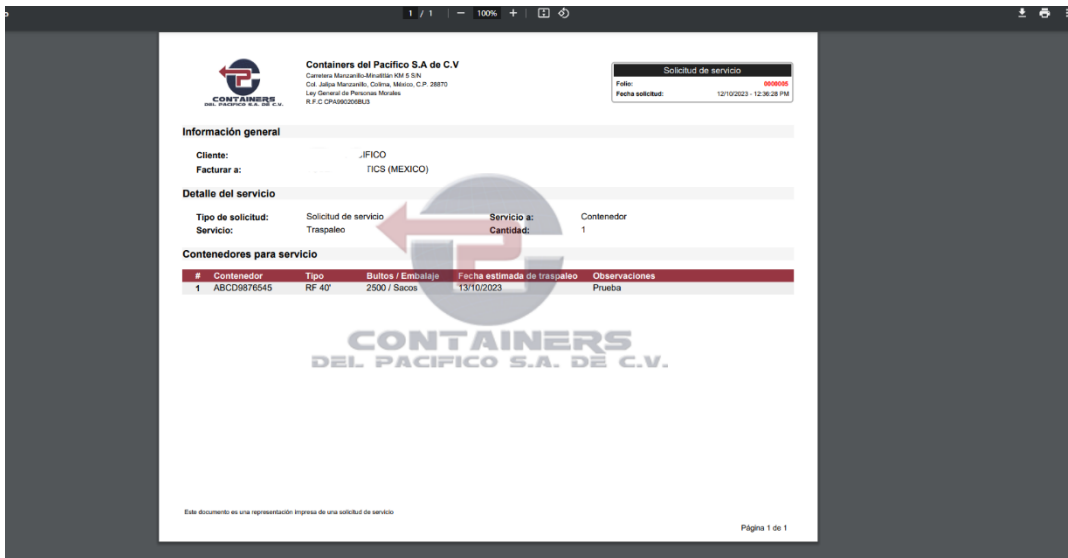 1 / 1 — 100% +
CONTAINERS
DEL PACIFICO S.A. DE C.V.
Containers del Pacífico S.A de C.V
Carretera Manzanillo-Minatitlán KM 5 S/N
Col. Jalipa Manzanillo, Colima, México, C.P. 28870
Ley General de Personas Morales
R.F.C CPA990206BU3
Solicitud de servicio
Folio: 0000005
Fecha solicitud: 12/10/2023 - 12:36:28 PM
Información general
Cliente: IFICO
Facturar a: TICS (MEXICO)
Detalle del servicio
Tipo de solicitud: Solicitud de servicio Servicio a: Contenedor
Servicio: Traspaleo Cantidad: 1
Contenedores para servicio
# Contenedor Tipo Bultos / Embalaje Fecha estimada de traspaleo Observaciones
1 ABCD9876545 RF 40' 2500 / Sacos 13/10/2023 Prueba
CONTAINERS
DEL PACIFICO S.A. DE C.V.
Este documento es una representación impresa de una solicitud de servicio
Página 1 de 1